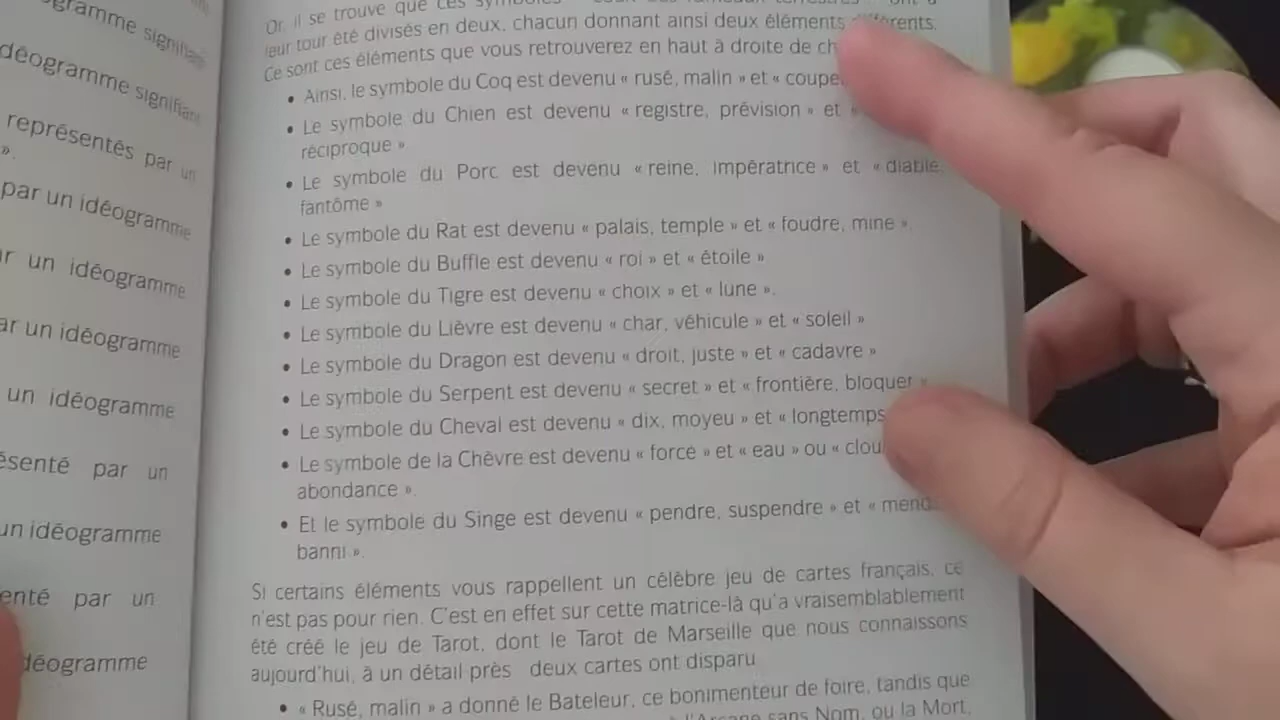 ogramme signifiant
déogramme signifiant
représentés par un
».
par un idéogramme
r un idéogramme
ar un idéogramme
un idéogramme
ésenté par un
un idéogramme
enté par un
déogramme
Or, il se trouve que ces
leur tour été divisés en deux, chacun donnant ainsi deux éléments différents.
Ce sont ces éléments que vous retrouverez en haut à droite de ch
• Ainsi, le symbole du Coq est devenu « rusé, malin » et « coupe
• Le symbole du Chien est devenu « registre, prévision » et «
réciproque ».
• Le symbole du Porc est devenu « reine, impératrice » et « diable,
fantôme »
• Le symbole du Rat est devenu « palais, temple » et « foudre, mine ».
• Le symbole du Buffle est devenu « roi » et « étoile »
• Le symbole du Tigre est devenu « choix » et « lune ».
• Le symbole du Lièvre est devenu « char, véhicule » et « soleil »
• Le symbole du Dragon est devenu « droit, juste » et « cadavre »
• Le symbole du Serpent est devenu « secret » et « frontière, bloquer »
• Le symbole du Cheval est devenu « dix, moyeu » et « longtemps
• Le symbole de la Chèvre est devenu « force » et « eau » ou « clou
abondance ».
• Et le symbole du Singe est devenu « pendre, suspendre » et « mend
banni ».
Si certains éléments vous rappellent un célèbre jeu de cartes français, ce
n'est pas pour rien. C'est en effet sur cette matrice-là qu'a vraisemblablement
été créé le jeu de Tarot, dont le Tarot de Marseille que nous connaissons
aujourd'hui, à un détail près deux cartes ont disparu
• « Rusé, malin » a donné le Bateleur, ce bonimenteur de foire, tandis que
l'Arcane sans Nom, ou la Mort,